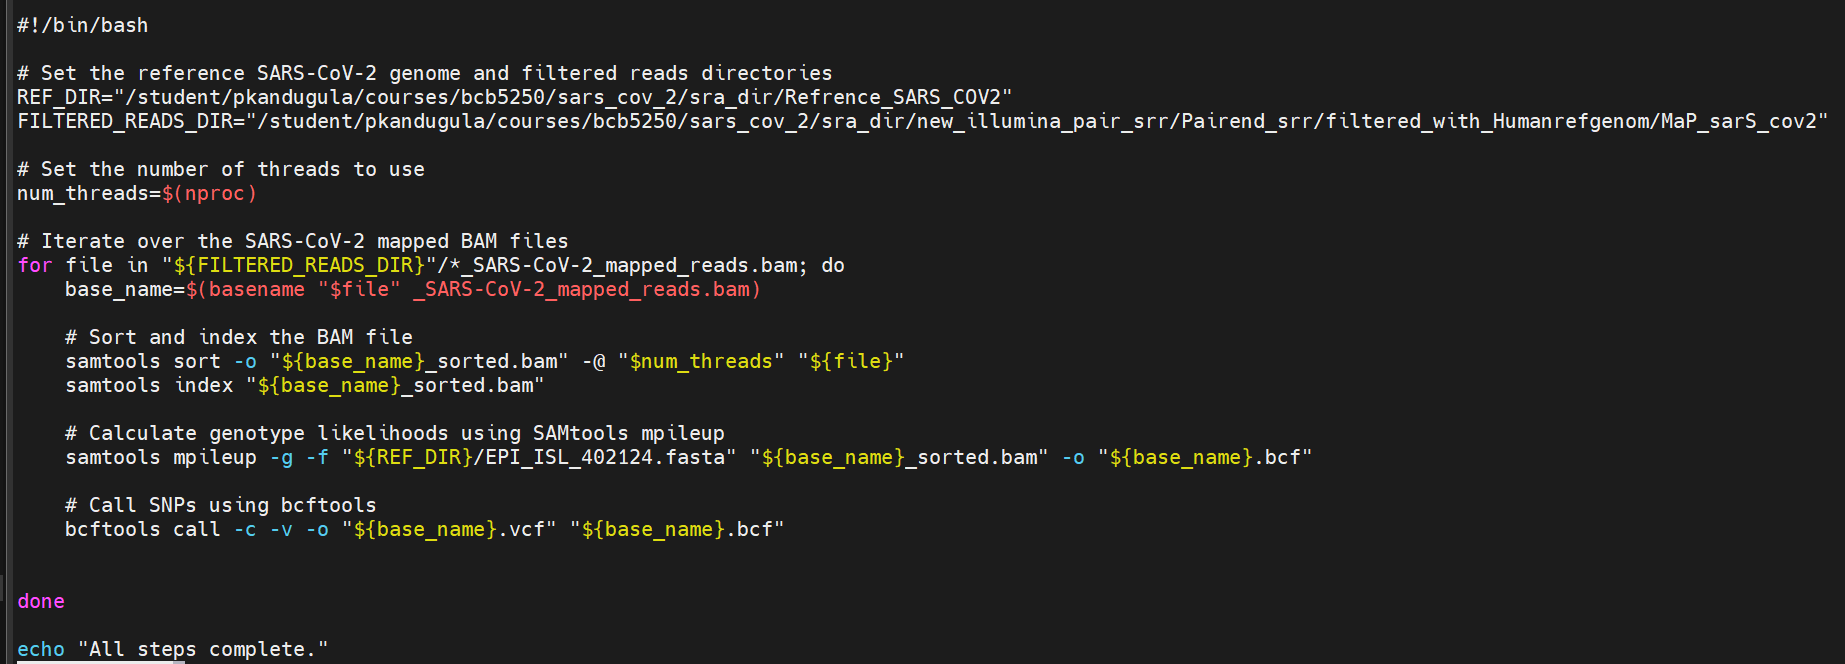 #!/bin/bash
# Set the reference SARS-CoV-2 genome and filtered reads directories
REF_DIR="/student/pkandugula/courses/bcb5250/sars_cov_2/sra_dir/Refrence_SARS_COV2"
FILTERED_READS_DIR="/student/pkandugula/courses/bcb5250/sars_cov_2/sra_dir/new_illumina_pair_srr/Pairend_srr/filtered_with_Humanrefgenom/MaP_sarS_cov2"
# Set the number of threads to use
num_threads=$(nproc)
# Iterate over the SARS-CoV-2 mapped BAM files
for file in "${FILTERED_READS_DIR}"/*_SARS-CoV-2_mapped_reads.bam; do
    base_name=$(basename "$file" _SARS-CoV-2_mapped_reads.bam)
    # Sort and index the BAM file
    samtools sort -o "${base_name}_sorted.bam" -@ "$num_threads" "${file}"
    samtools index "${base_name}_sorted.bam"
    # Calculate genotype likelihoods using SAMtools mpileup
    samtools mpileup -g -f "${REF_DIR}/EPI_ISL_402124.fasta" "${base_name}_sorted.bam" -o "${base_name}.bcf"
    # Call SNPs using bcftools
    bcftools call -c -v -o "${base_name}.vcf" "${base_name}.bcf"
done
echo "All steps complete."